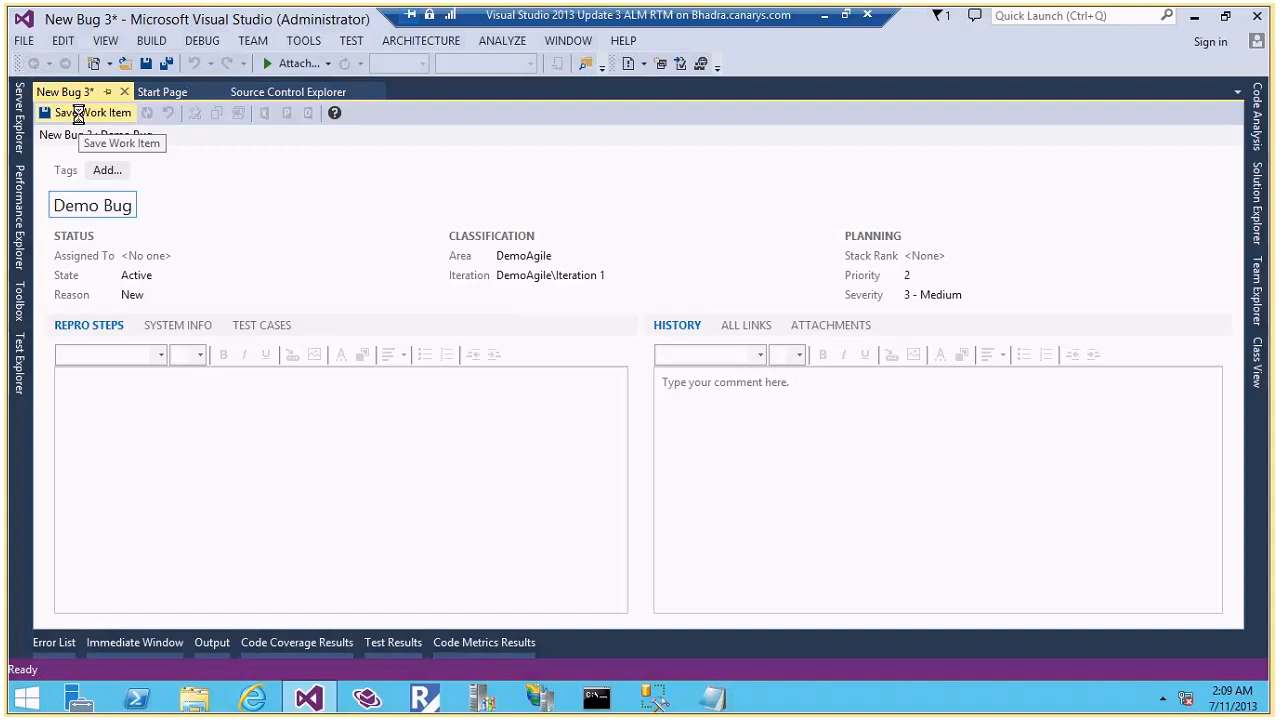 New Bug 3* - Microsoft Visual Studio (Administrator)
Visual Studio 2013 Update 3 ALM RTM on Bhadra.canarys.com
1
Quick Launch (Ctrl+Q)
FILE EDIT VIEW BUILD DEBUG TEAM TOOLS TEST ARCHITECTURE ANALYZE WINDOW HELP
Sign in
Attach...
New Bug 3* Start Page Source Control Explorer
Save Work Item
New Bug 3 : Demo Bug
Save Work Item
Tags Add...
Demo Bug
STATUS CLASSIFICATION PLANNING
Assigned To <No one> Area DemoAgile Stack Rank <None>
State Active Iteration DemoAgile\Iteration 1 Priority 2
Reason New Severity 3 - Medium
REPRO STEPS SYSTEM INFO TEST CASES HISTORY ALL LINKS ATTACHMENTS
B I U A B I U A
Type your comment here.
Server Explorer
Performance Explorer
Toolbox
Test Explorer
Code Analysis
Solution Explorer
Team Explorer
Class View
Error List Immediate Window Output Code Coverage Results Test Results Code Metrics Results
Ready
2:09 AM
7/11/2013